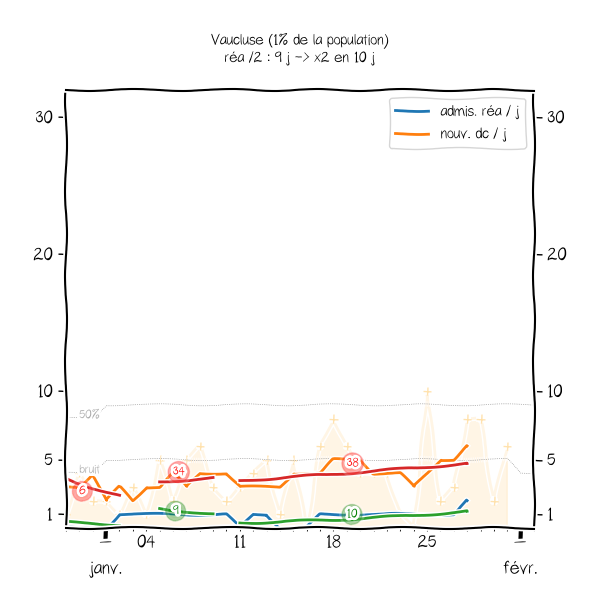 Vaucluse (1% de la population)
réa /2 : 9 j -> x2 en 10 j
admis. réa / j
nouv. dc / j
30 30
20 20
10 10
50%
5 5
bruit
6 34 38
9 10
1 1
04 11 18 25
janv. févr.